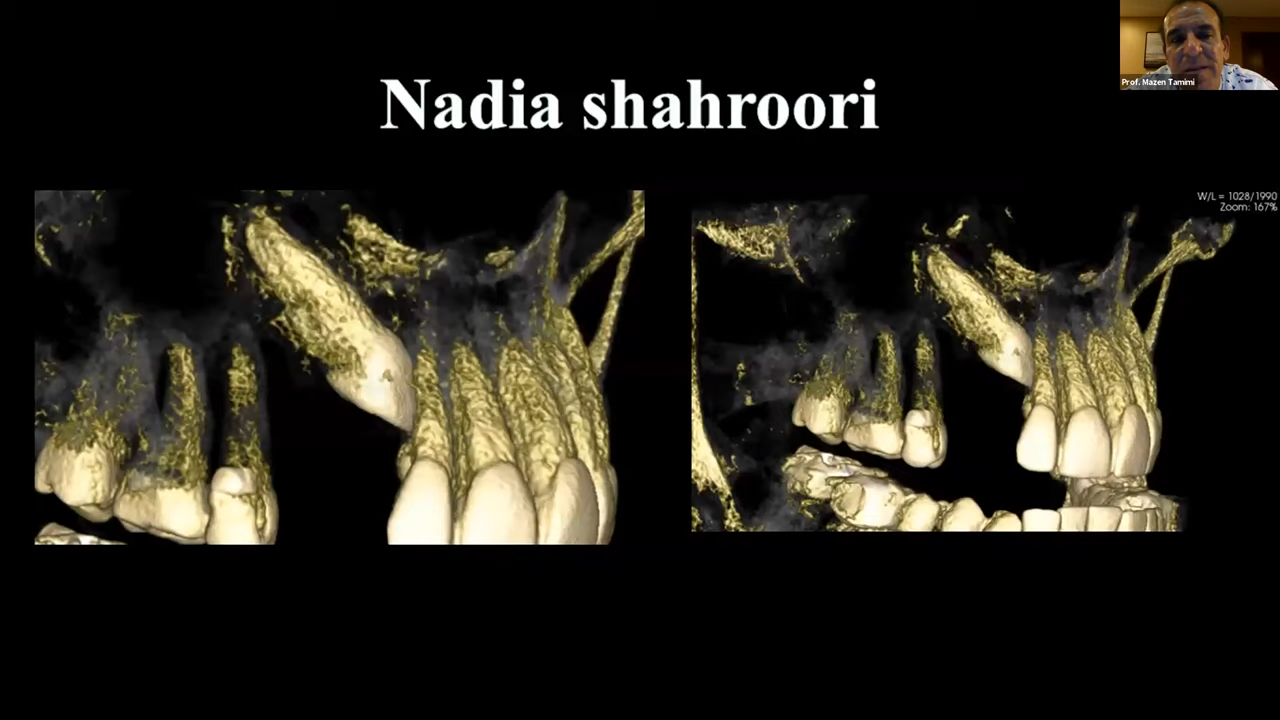 Prof. Mazen Tamimi
Nadia shahroori
W/L = 1028/1990
Zoom: 167%